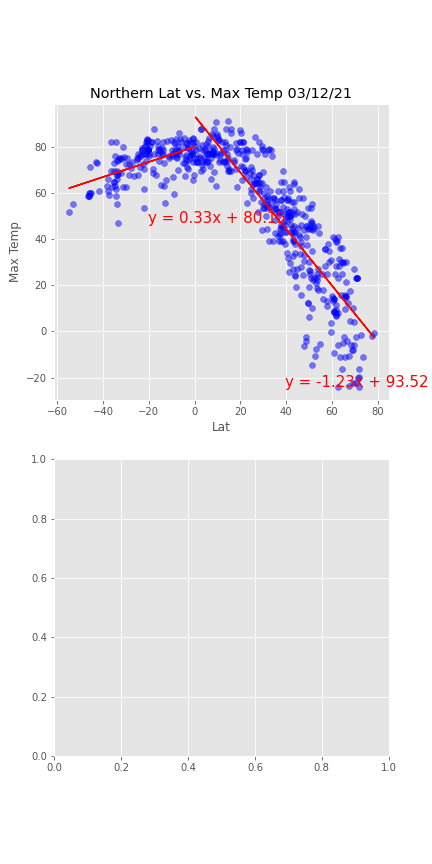 Northern Lat vs. Max Temp 03/12/21
Max Temp
80
60
40
20
0
−20
y = 0.33x + 80.16
y = -1.23x + 93.52
−60 −40 −20 0 20 40 60 80
Lat
1.0
0.8
0.6
0.4
0.2
0.0
0.0 0.2 0.4 0.6 0.8 1.0